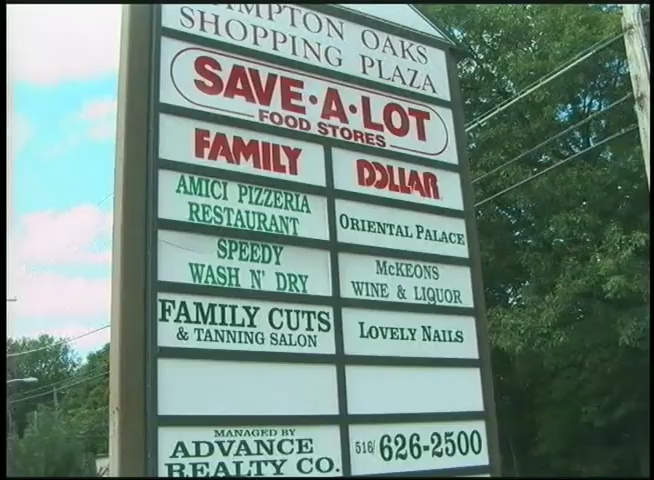 SHOPPING PLAZA
OAKS
SAVE·A·LOT
FOOD STORES
FAMILY DOLLAR
AMICI PIZZERIA
RESTAURANT
ORIENTAL PALACE
SPEEDY
WASH N' DRY
MCKEONS
WINE & LIQUOR
FAMILY CUTS
& TANNING SALON
LOVELY NAILS
MANAGED BY
ADVANCE
REALTY CO.
516/ 626-2500